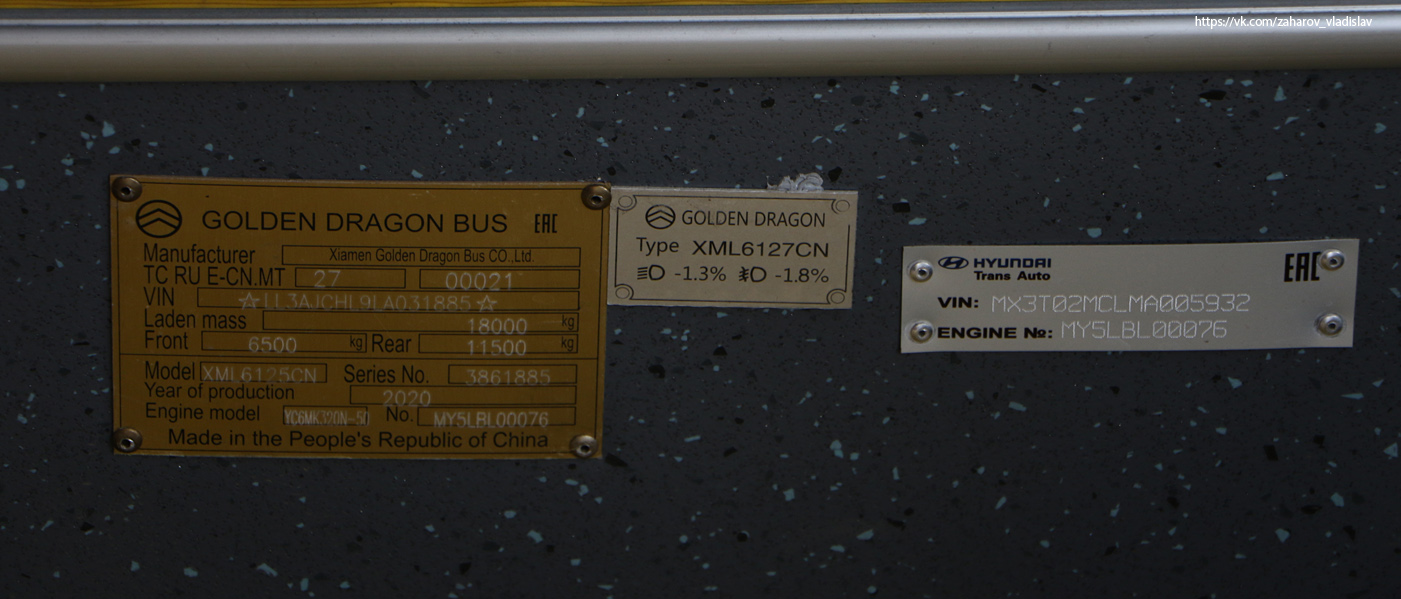 https://vk.com/zaharov_vladislav
GOLDEN DRAGON BUS EAC
Manufacturer Xiamen Golden Dragon Bus CO.,Ltd.
TC RU E-CN.MT 27 00021
VIN ☆LL3AJCHL9LA031885☆
Laden mass 18000 kg
Front 6500 kg Rear 11500 kg
Model XML6125CN Series No. 3861885
Year of production 2020
Engine model YC6MK320N-50 No. MY5LBL00076
Made in the People's Republic of China
GOLDEN DRAGON
Type XML6127CN
-1.3% -1.8%
HYUNDAI EAC
Trans Auto
VIN: MX3T02MCLMA005932
ENGINE №: MY5LBL00076